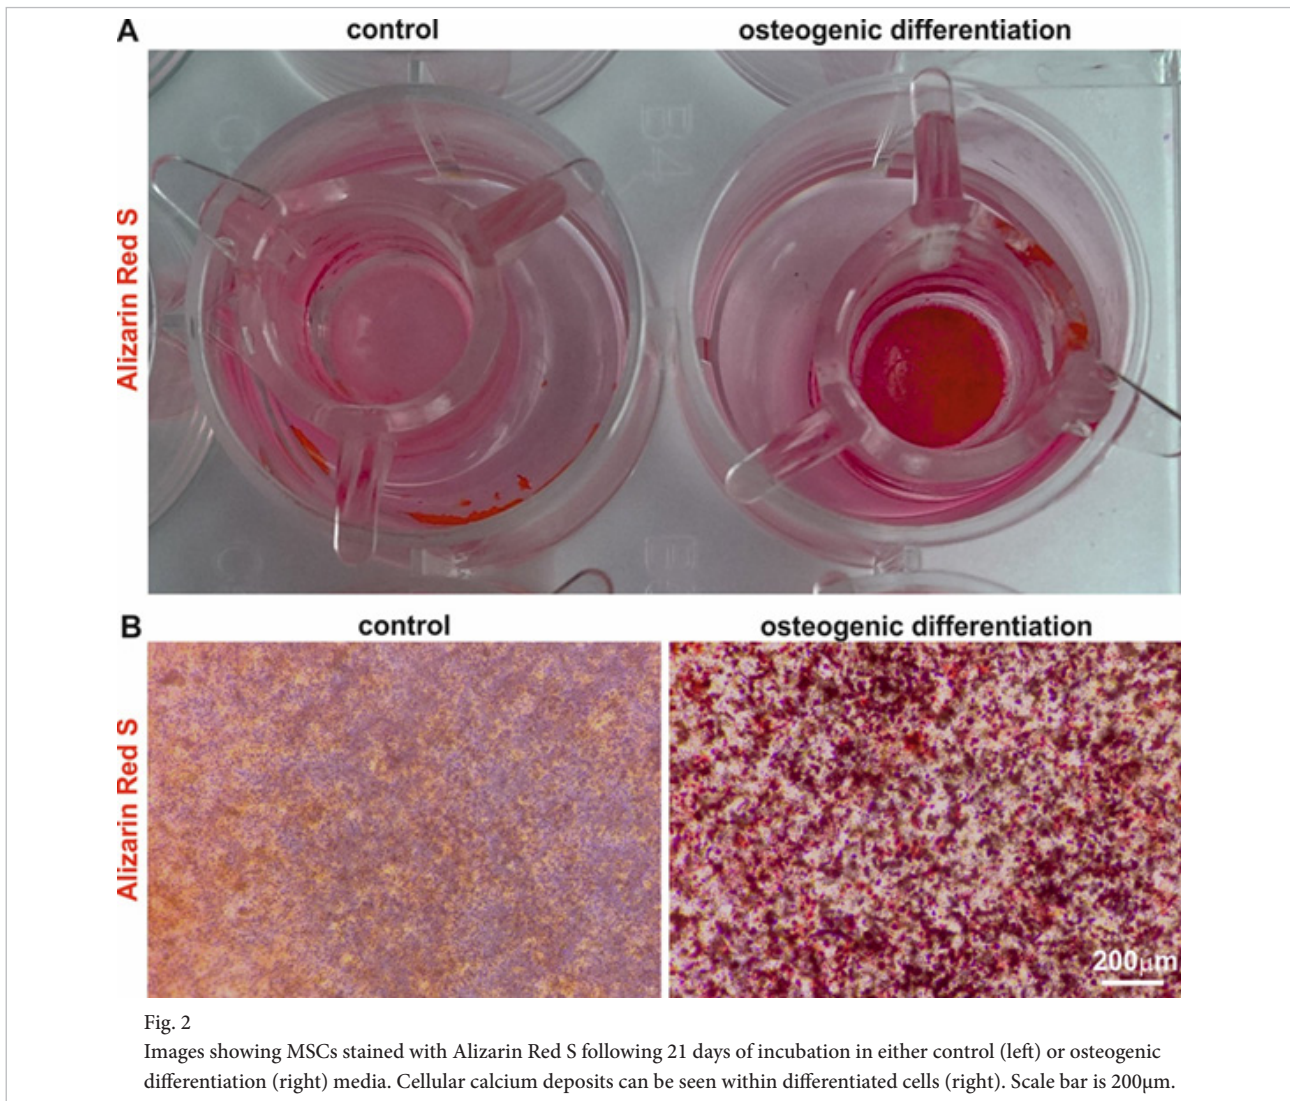 A
control
osteogenic differentiation
Alizarin Red S
B4
B
control
osteogenic differentiation
Alizarin Red S
200µm
Fig. 2
Images showing MSCs stained with Alizarin Red S following 21 days of incubation in either control (left) or osteogenic
differentiation (right) media. Cellular calcium deposits can be seen within differentiated cells (right). Scale bar is 200µm.